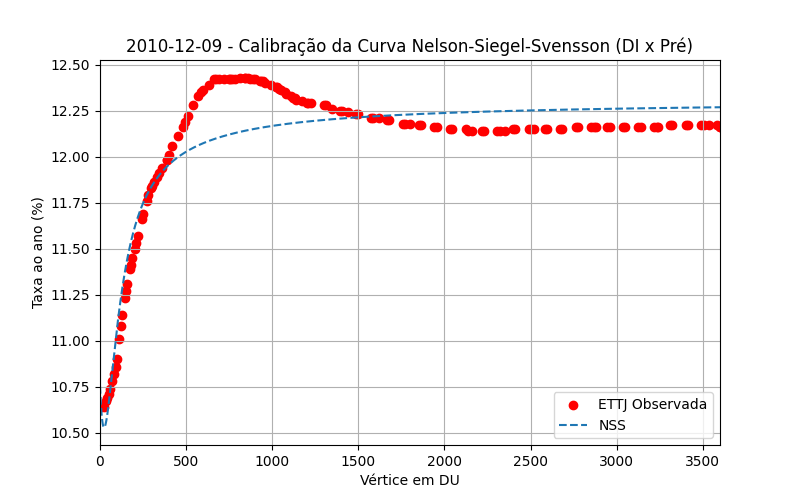 2010-12-09 - Calibração da Curva Nelson-Siegel-Svensson (DI x Pré)
12.50
12.25
12.00
11.75
11.50
11.25
11.00
10.75
10.50
Taxa ao ano (%)
ETTJ Observada
NSS
0 500 1000 1500 2000 2500 3000 3500
Vértice em DU